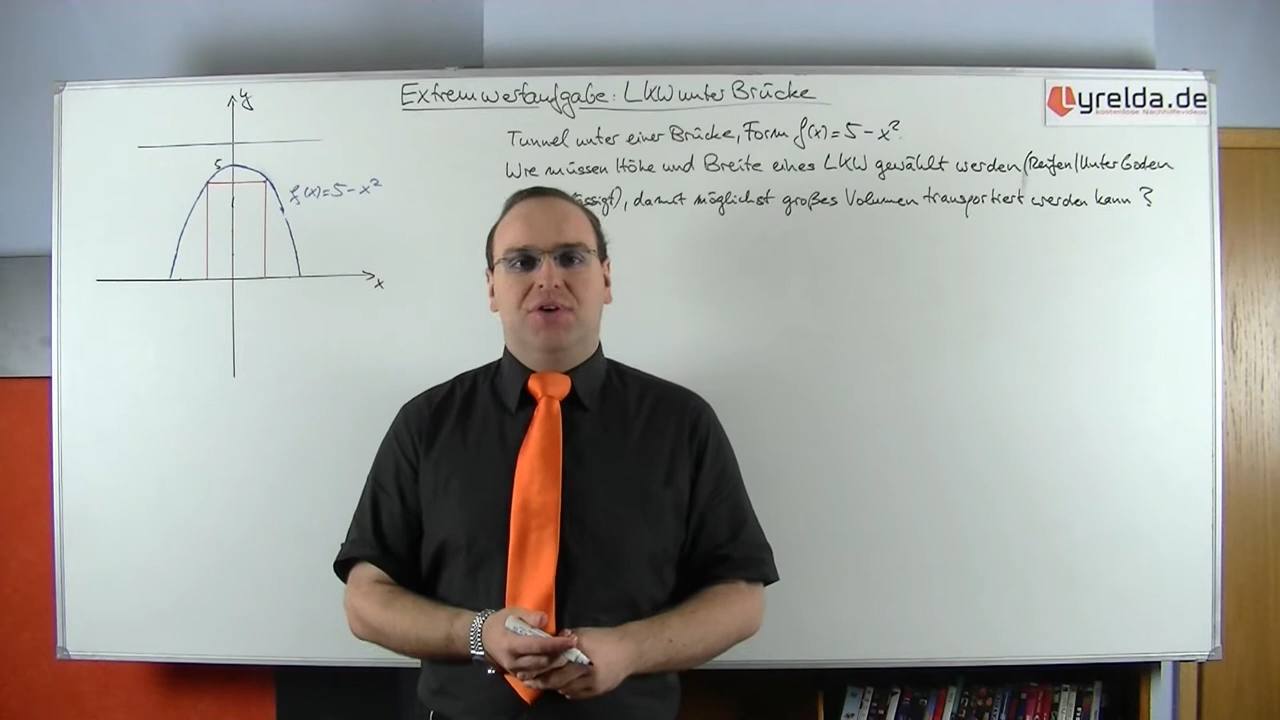 Extremwertaufgabe: LKW unter Brücke
Lyrelda.de
kostenlose Nachhilfevideos
Tunnel unter einer Brücke, Form f(x) = 5 - x²
Wie müssen Höhe und Breite eines LKW gewählt werden (Reifen/Unterboden
ssigt), damit möglichst großes Volumen transportiert werden kann?
y
5
f(x) = 5 - x²
x